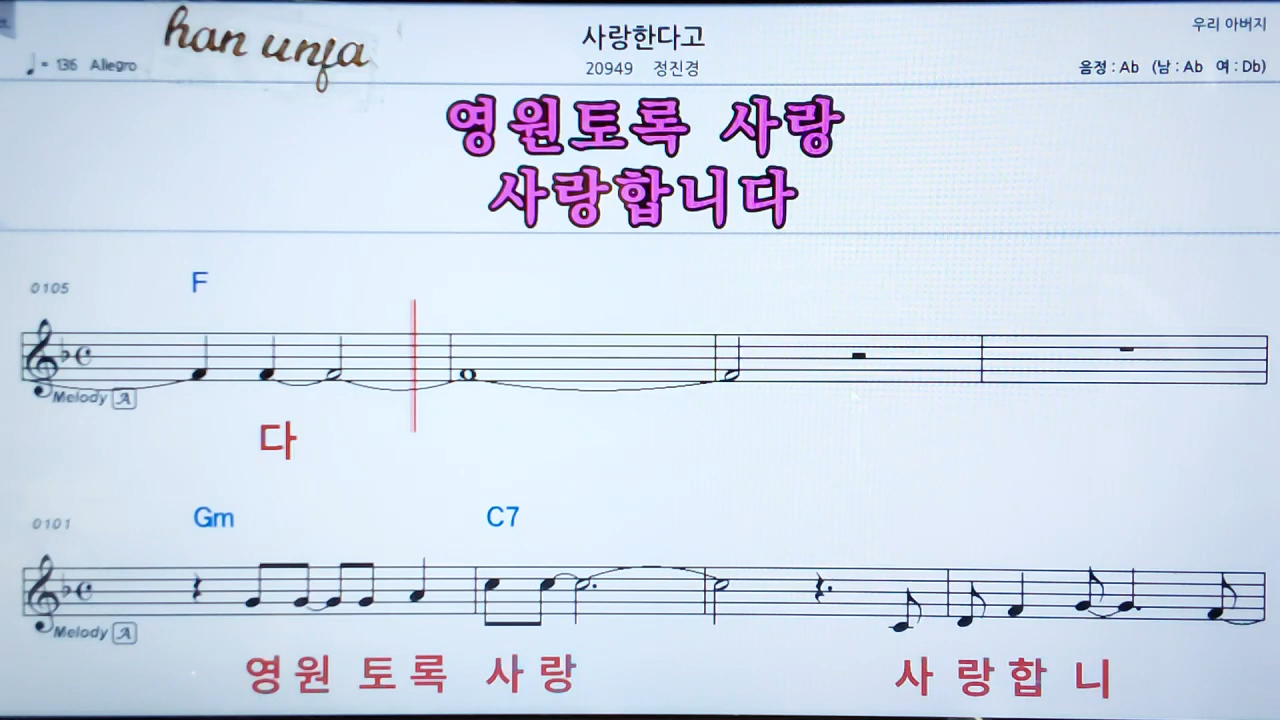 han unfa
사랑한다고
우리 아버지
♩= 136 Allegro
20949 정진경
음정 : Ab (남 : Ab 여 : Db)
영원토록 사랑
사랑합니다
0105
F
Melody A
다
0101
Gm C7
Melody A
영원 토록 사랑 사 랑합 니